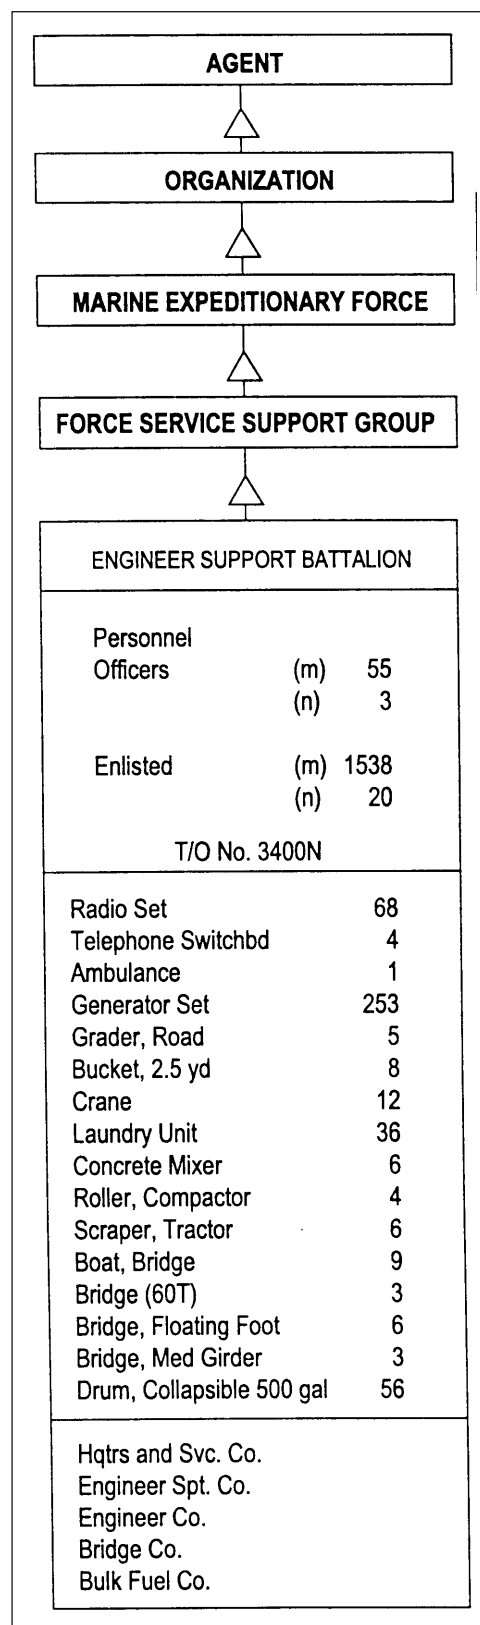 AGENT
ORGANIZATION
MARINE EXPEDITIONARY FORCE
FORCE SERVICE SUPPORT GROUP
ENGINEER SUPPORT BATTALION
Personnel
Officers (m) 55
(n) 3
Enlisted (m) 1538
(n) 20
T/O No. 3400N
Radio Set 68
Telephone Switchbd 4
Ambulance 1
Generator Set 253
Grader, Road 5
Bucket, 2.5 yd 8
Crane 12
Laundry Unit 36
Concrete Mixer 6
Roller, Compactor 4
Scraper, Tractor 6
Boat, Bridge 9
Bridge (60T) 3
Bridge, Floating Foot 6
Bridge, Med Girder 3
Drum, Collapsible 500 gal 56
Hqtrs and Svc. Co.
Engineer Spt. Co.
Engineer Co.
Bridge Co.
Bulk Fuel Co.